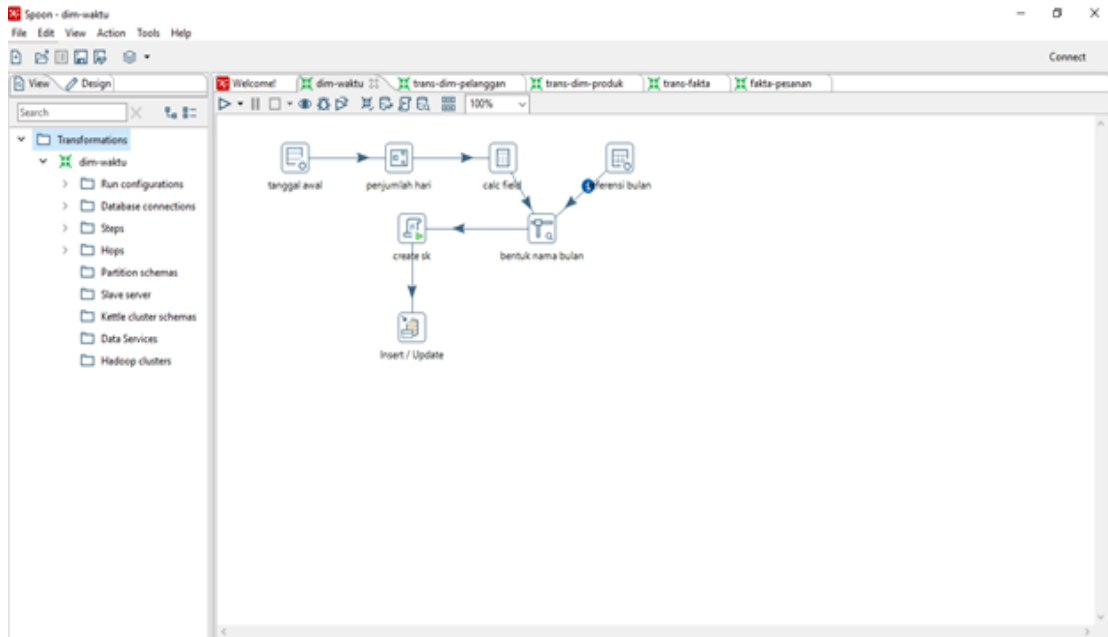 Spoon - dim-waktu
File Edit View Action Tools Help
Connect
View Design
Welcome! dim-waktu trans-dim-pelanggan trans-dim-produk trans-fakta fakta-pesanan
Search
100%
Transformations
dim-waktu
Run configurations
Database connections
Steps
Hops
Partition schemas
Slave server
Kettle cluster schemas
Data Services
Hadoop clusters
tanggal awal penjumlah hari calc field bulan
create sk bentuk nama bulan
Insert / Update